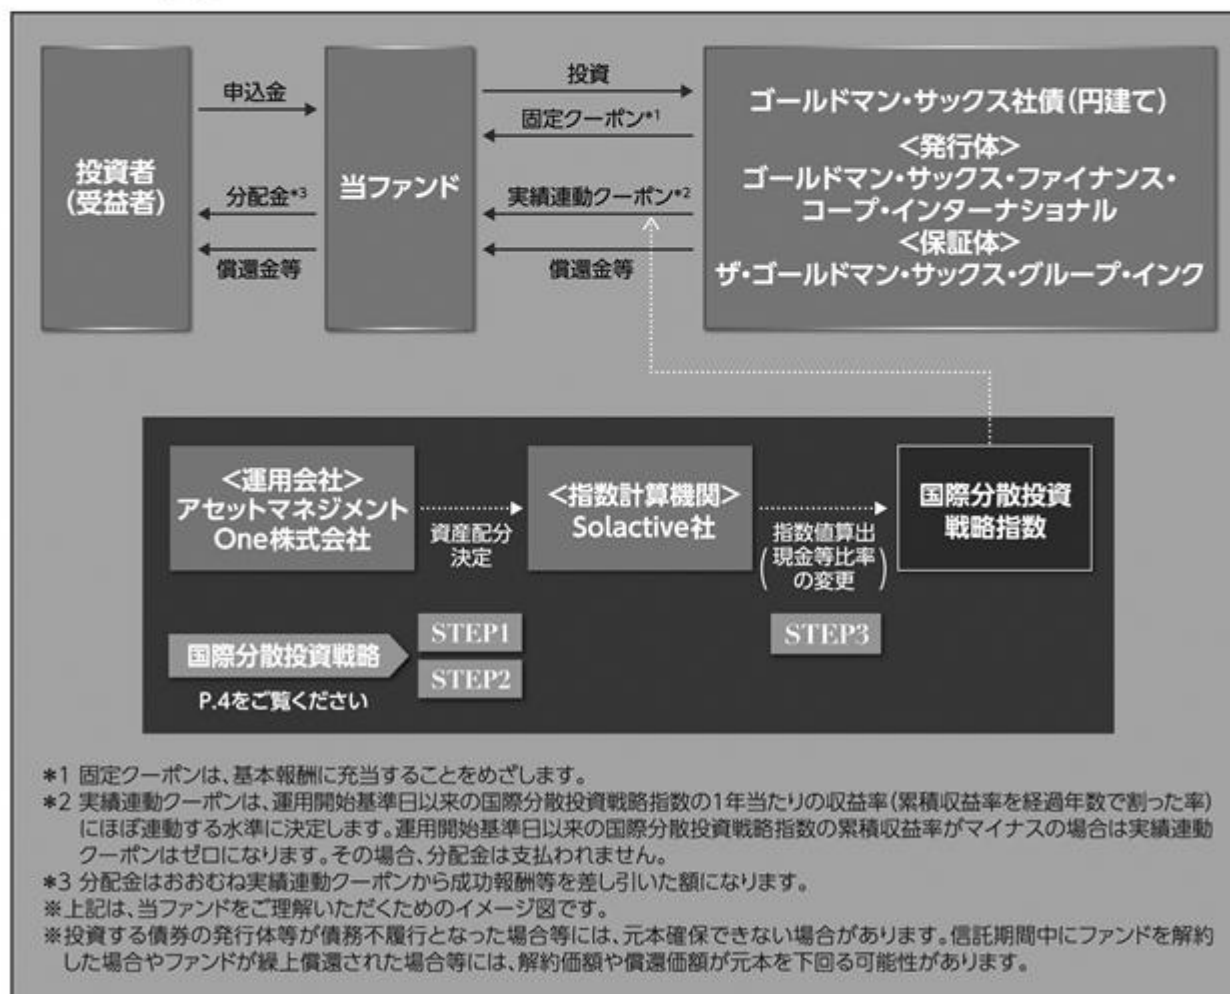 申込金
投資
固定クーポン*1
投資者
(受益者)
分配金*3
当ファンド
実績連動クーポン*2
償還金等
償還金等
ゴールドマン・サックス社債(円建て)
<発行体>
ゴールドマン・サックス・ファイナンス・
コープ・インターナショナル
<保証体>
ザ・ゴールドマン・サックス・グループ・インク
<運用会社>
アセットマネジメント
One株式会社
資産配分
決定
<指数計算機関>
Solactive社
指数値算出
(現金等比率
の変更)
国際分散投資
戦略指数
国際分散投資戦略
P.4をご覧ください
STEP1
STEP2
STEP3
*1 固定クーポンは、基本報酬に充当することをめざします。
*2 実績連動クーポンは、運用開始基準日以来の国際分散投資戦略指数の1年当たりの収益率(累積収益率を経過年数で割った率)
にほぼ連動する水準に決定します。運用開始基準日以来の国際分散投資戦略指数の累積収益率がマイナスの場合は実績連動
クーポンはゼロになります。その場合、分配金は支払われません。
*3 分配金はおおむね実績連動クーポンから成功報酬等を差し引いた額になります。
※上記は、当ファンドをご理解いただくためのイメージ図です。
※投資する債券の発行体等が債務不履行となった場合等には、元本確保できない場合があります。信託期間中にファンドを解約
した場合やファンドが繰上償還された場合等には、解約価額や償還価額が元本を下回る可能性があります。